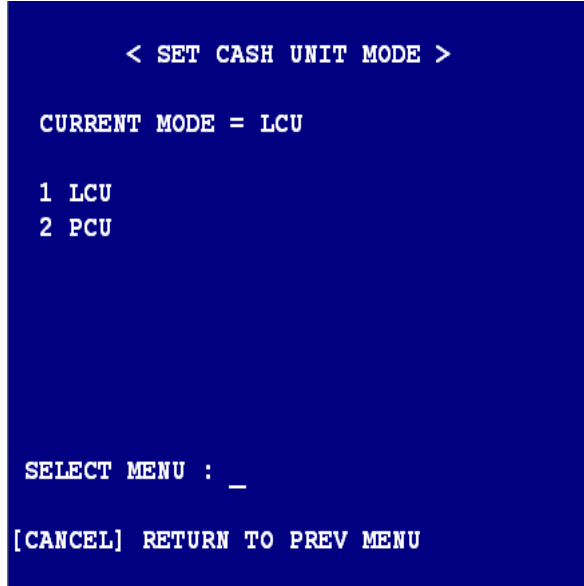 < SET CASH UNIT MODE >
CURRENT MODE = LCU
1 LCU
2 PCU
SELECT MENU : _
[CANCEL] RETURN TO PREV MENU